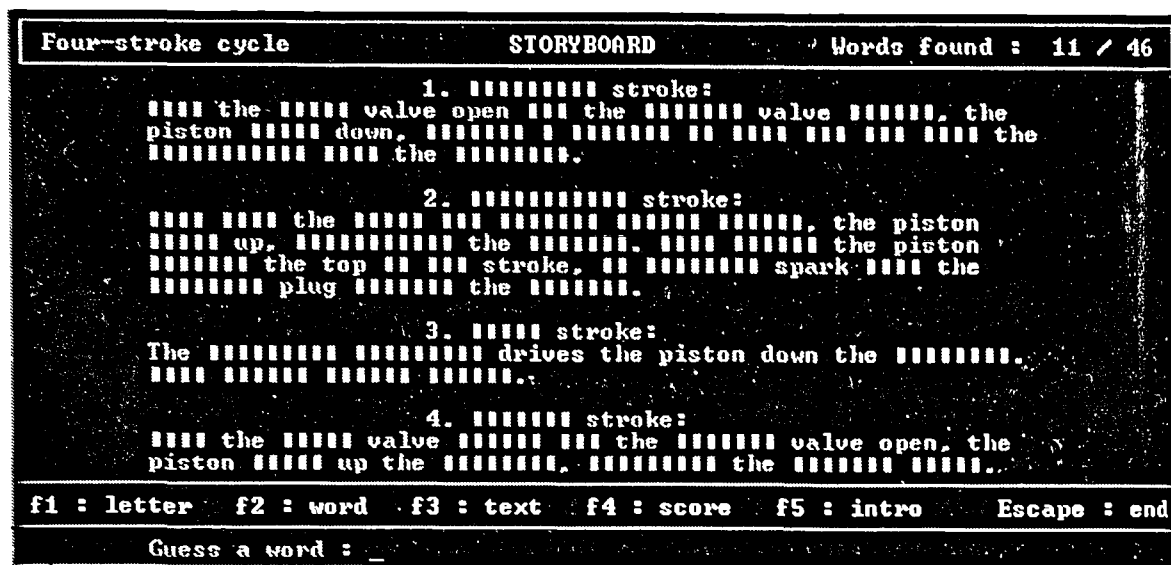 Four-stroke cycle STORYBOARD Words found : 11 / 46
1. ▮▮▮▮▮▮▮▮▮ stroke:
▮▮▮▮ the ▮▮▮▮▮ valve open ▮▮▮ the ▮▮▮▮▮▮▮ valve ▮▮▮▮▮▮, the
piston ▮▮▮▮▮ down, ▮▮▮▮▮▮▮ ▮ ▮▮▮▮▮▮▮ ▮▮ ▮▮▮▮ ▮▮▮ ▮▮▮ ▮▮▮▮ the
▮▮▮▮▮▮▮▮▮▮ ▮▮▮▮ the ▮▮▮▮▮▮▮▮.
2. ▮▮▮▮▮▮▮▮▮▮▮ stroke:
▮▮▮▮ ▮▮▮▮ the ▮▮▮▮▮ ▮▮▮ ▮▮▮▮▮▮▮ ▮▮▮▮▮▮ ▮▮▮▮▮▮, the piston
▮▮▮▮▮ up, ▮▮▮▮▮▮▮▮▮▮▮ the ▮▮▮▮▮▮▮. ▮▮▮▮ ▮▮▮▮▮▮ the piston
▮▮▮▮▮▮▮ the top ▮▮ ▮▮▮ stroke, ▮▮ ▮▮▮▮▮▮▮▮ spark ▮▮▮▮ the
▮▮▮▮▮▮▮▮ plug ▮▮▮▮▮▮▮ the ▮▮▮▮▮▮▮.
3. ▮▮▮▮▮ stroke:
The ▮▮▮▮▮▮▮▮▮ ▮▮▮▮▮▮▮▮▮ drives the piston down the ▮▮▮▮▮▮▮▮.
▮▮▮▮ ▮▮▮▮▮▮ ▮▮▮▮▮▮ ▮▮▮▮▮▮.
4. ▮▮▮▮▮▮▮ stroke:
▮▮▮▮ the ▮▮▮▮▮ valve ▮▮▮▮▮▮ ▮▮▮ the ▮▮▮▮▮▮▮ valve open, the
piston ▮▮▮▮▮ up the ▮▮▮▮▮▮▮▮, ▮▮▮▮▮▮▮▮▮ the ▮▮▮▮▮▮▮ ▮▮▮▮▮.
f1 : letter f2 : word f3 : text f4 : score f5 : intro Escape : end
Guess a word : _